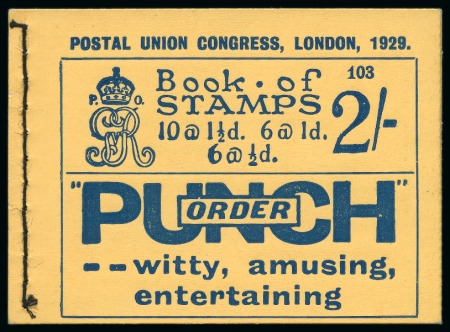 POSTAL UNION CONGRESS, LONDON, 1929.
103
P. O.
GRV
Book · of
STAMPS
10 @ 1½d. 6 @ 1d.
6 @ ½d.
2/-
"PUNCH"
ORDER
-- witty, amusing,
entertaining